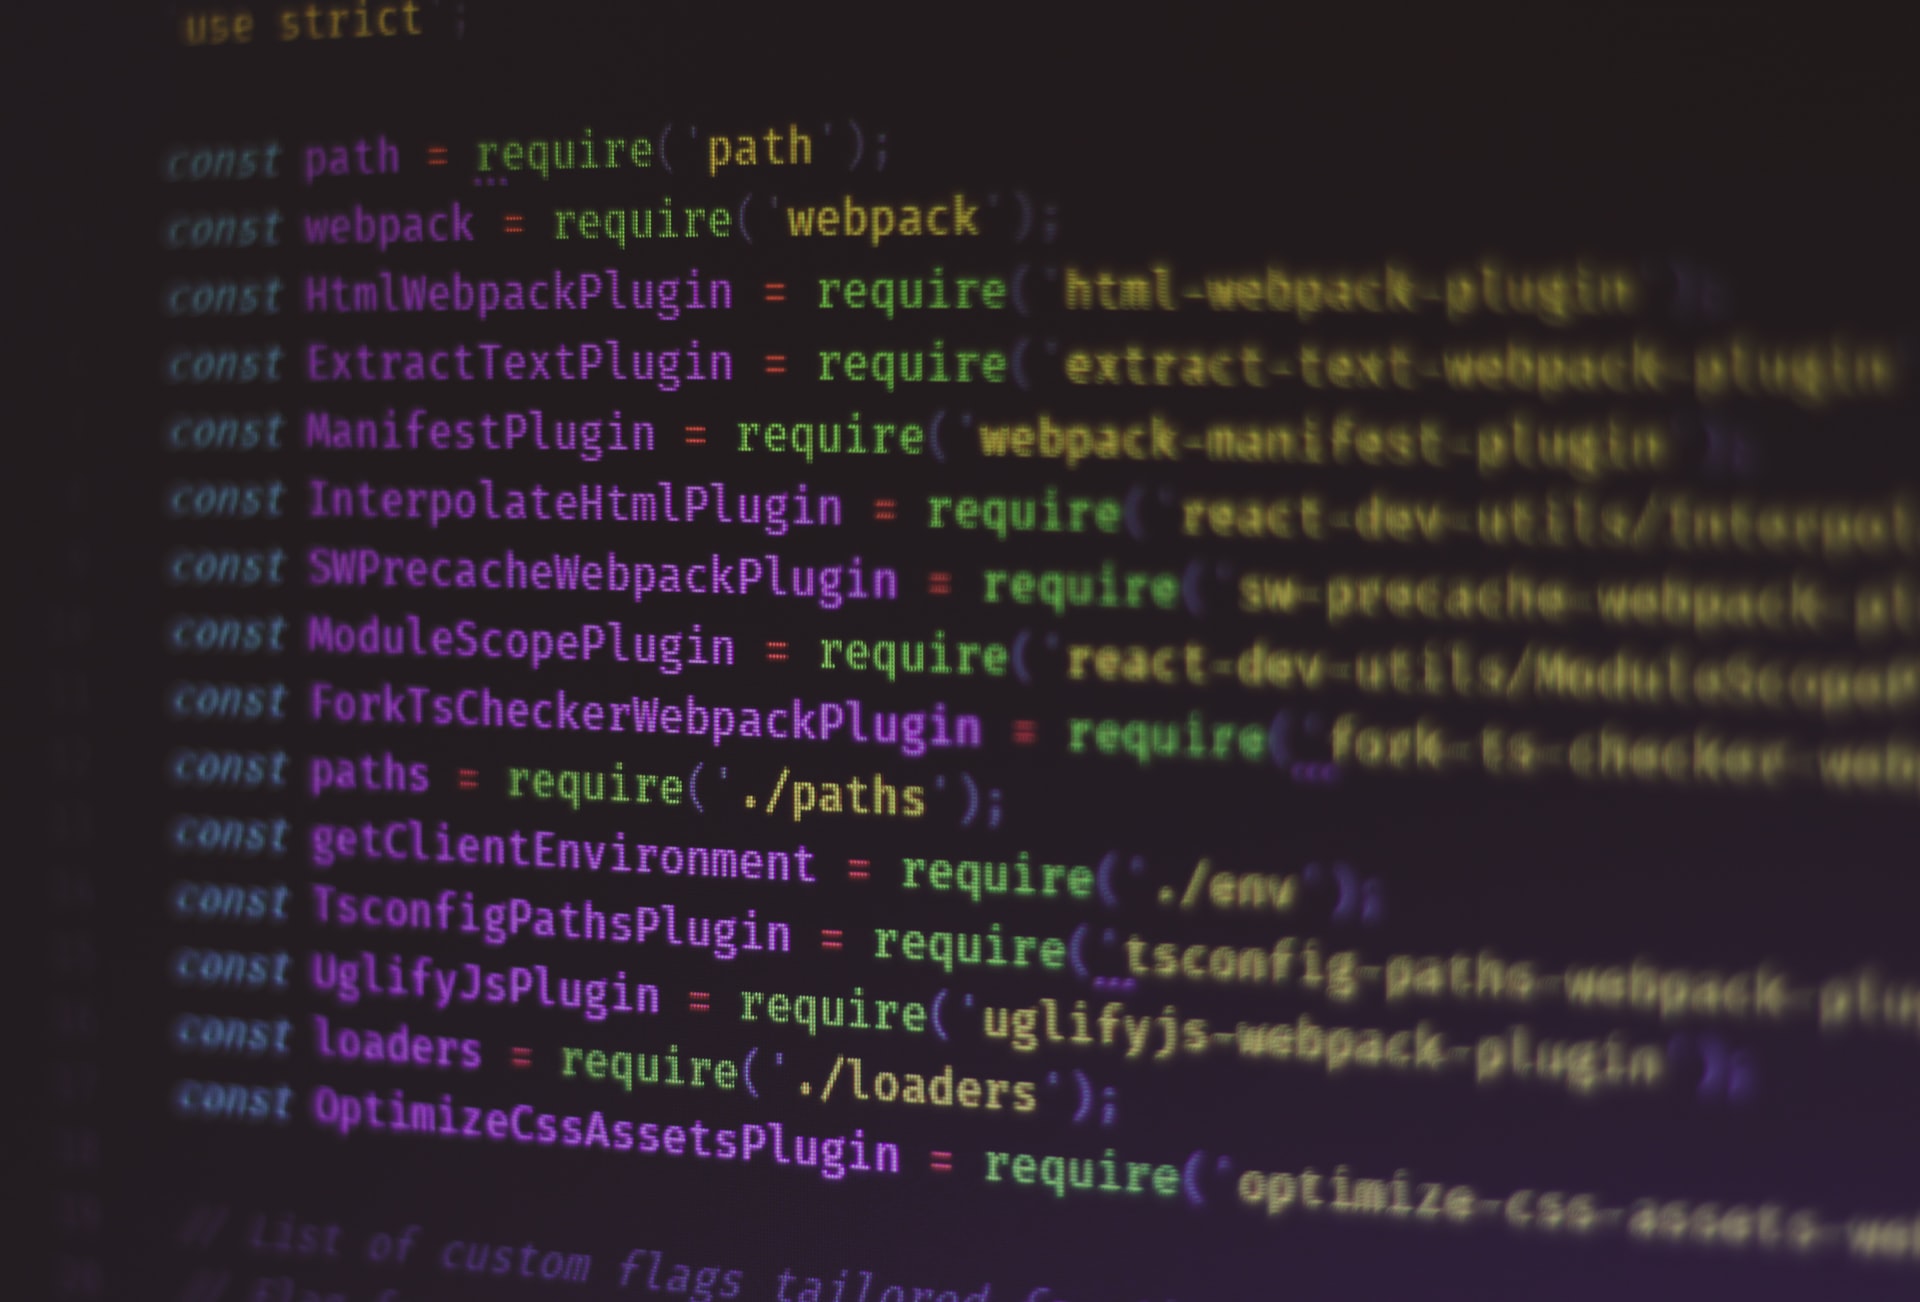 'use strict';
const path = require('path');
const webpack = require('webpack');
const HtmlWebpackPlugin = require('html-webpack-plugin');
const ExtractTextPlugin = require('extract-text-webpack-plugin'
const ManifestPlugin = require('webpack-manifest-plugin');
const InterpolateHtmlPlugin = require('react-dev-utils/Interpol
const SWPrecacheWebpackPlugin = require('sw-precache-webpack-pl
const ModuleScopePlugin = require('react-dev-utils/ModuleScopeP
const ForkTsCheckerWebpackPlugin = require('fork-ts-checker-web
const paths = require('./paths');
const getClientEnvironment = require('./env');
const TsconfigPathsPlugin = require('tsconfig-paths-webpack-plug
const UglifyJsPlugin = require('uglifyjs-webpack-plugin');
const loaders = require('./loaders');
const OptimizeCssAssetsPlugin = require('optimize-css-assets-we
// List of custom flags tailored